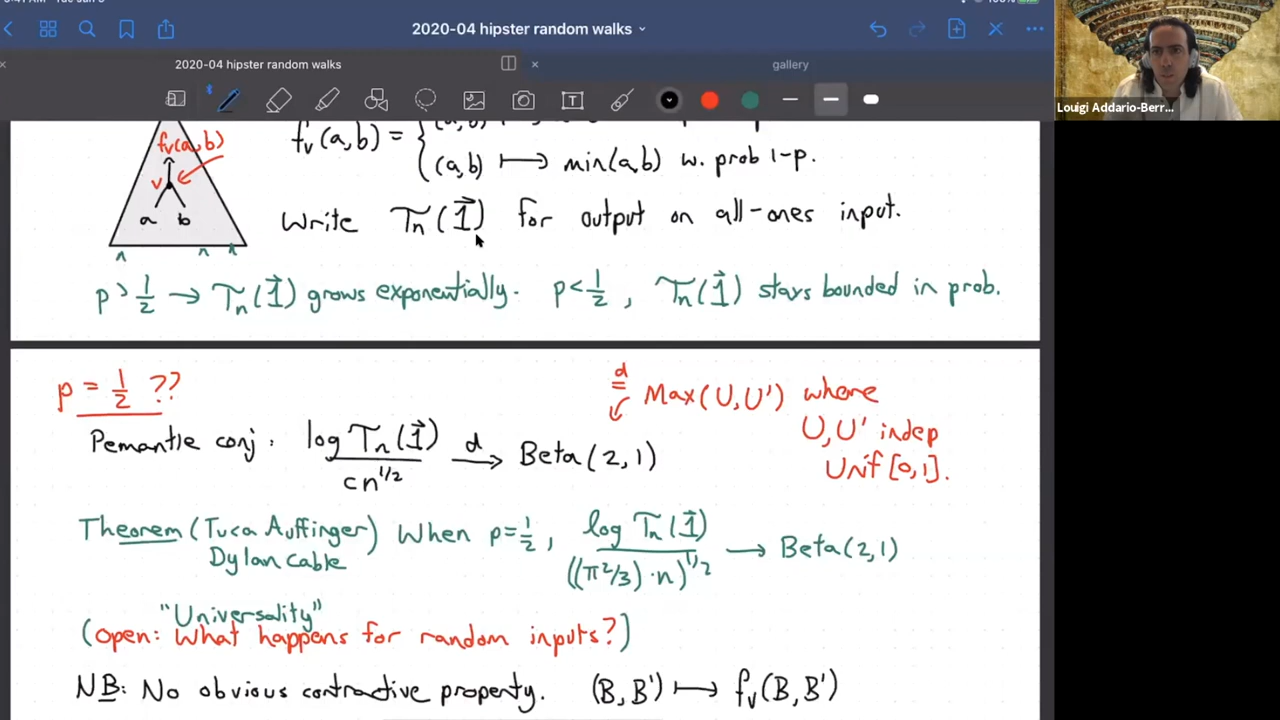 2020-04 hipster random walks
2020-04 hipster random walks
gallery
Louigi Addario-Berr...
fᵥ(a,b)
v
a b
fᵥ(a,b) = {
(a,b) ⟼ min(a,b) w. prob 1-p.
Write Tₙ(1⃗) for output on all-ones input.
p > 1/2 → Tₙ(1⃗) grows exponentially. p < 1/2, Tₙ(1⃗) stays bounded in prob.
p = 1/2 ??
d= Max(U,U') where
U,U' indep
Unif [0,1].
Pemantle conj: log Tₙ(1⃗) / cn^1/2 →d Beta(2,1)
Theorem (Tuca Auffinger) When p=1/2, log Tₙ(1⃗) / ((π²/3)·n)^1/2 → Beta(2,1)
Dylan Cable
"Universality"
(open: What happens for random inputs?)
NB: No obvious contractive property. (B,B') ⟼ fᵥ(B,B')